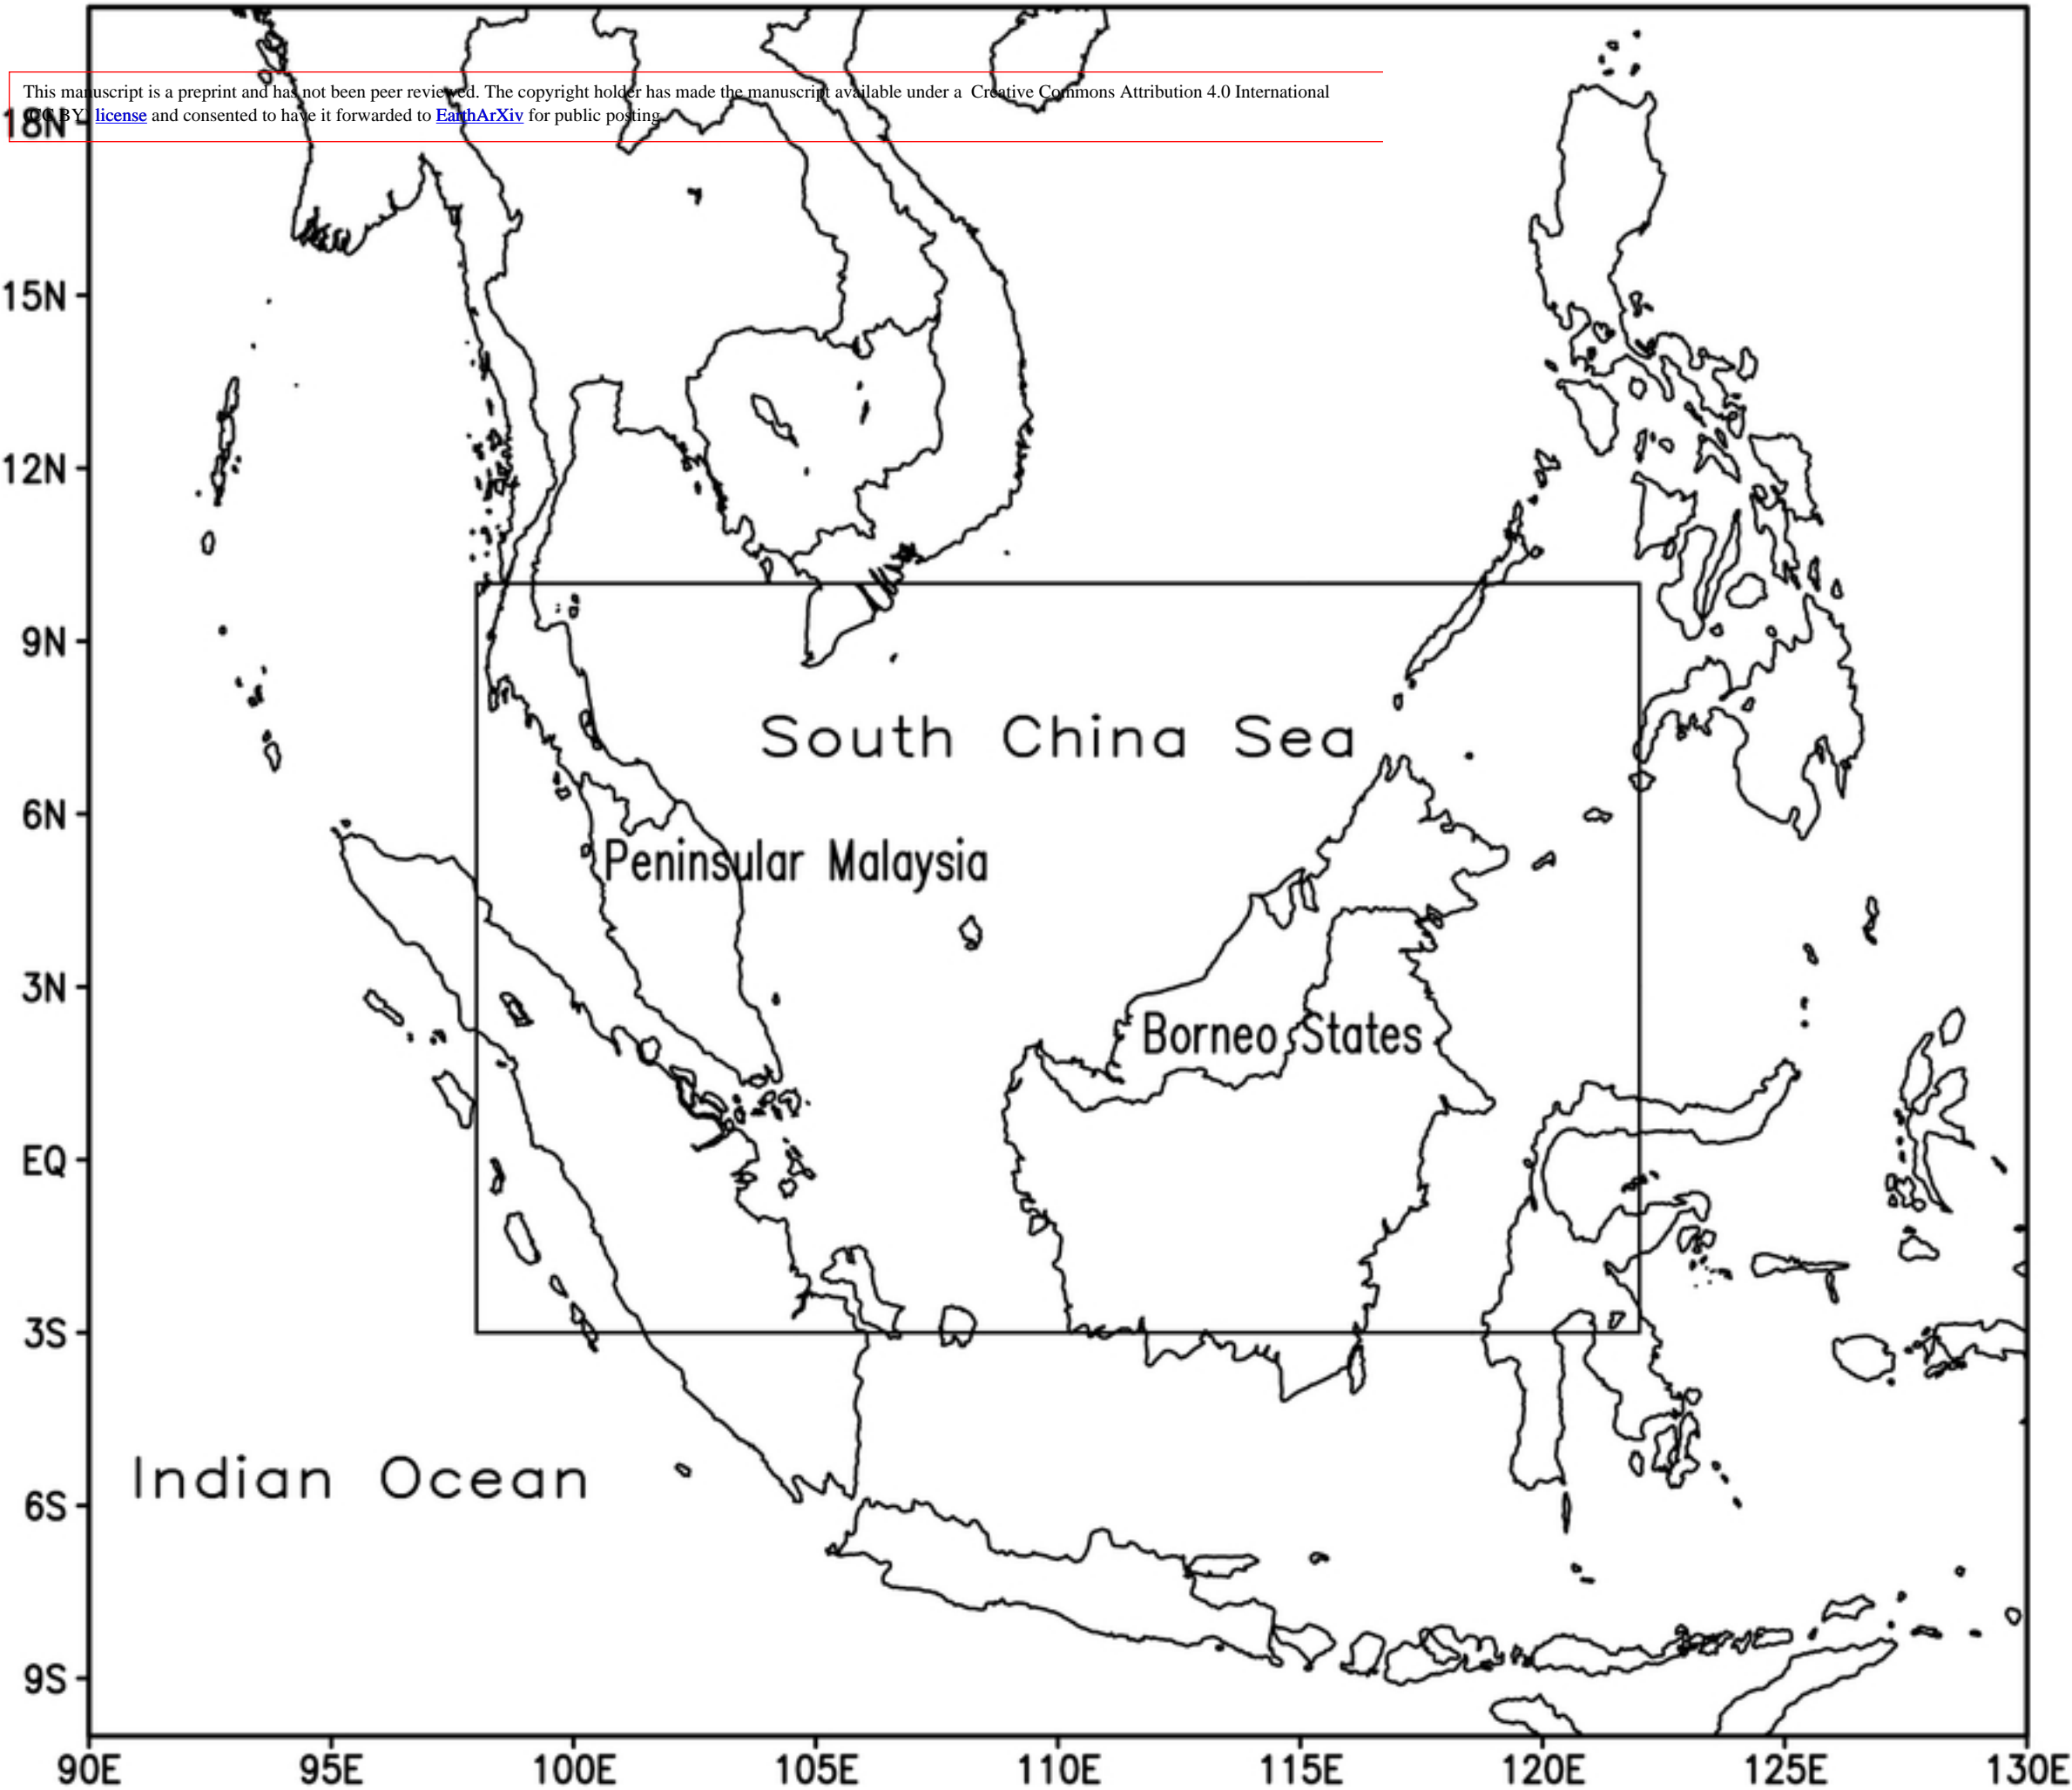 This manuscript is a preprint and has not been peer reviewed. The copyright holder has made the manuscript available under a Creative Commons Attribution 4.0 International
(CC BY) license and consented to have it forwarded to EarthArXiv for public posting
18N
15N
12N
9N
South China Sea
6N
Peninsular Malaysia
3N
Borneo States
EQ
3S
Indian Ocean
6S
9S
90E 95E 100E 105E 110E 115E 120E 125E 130E